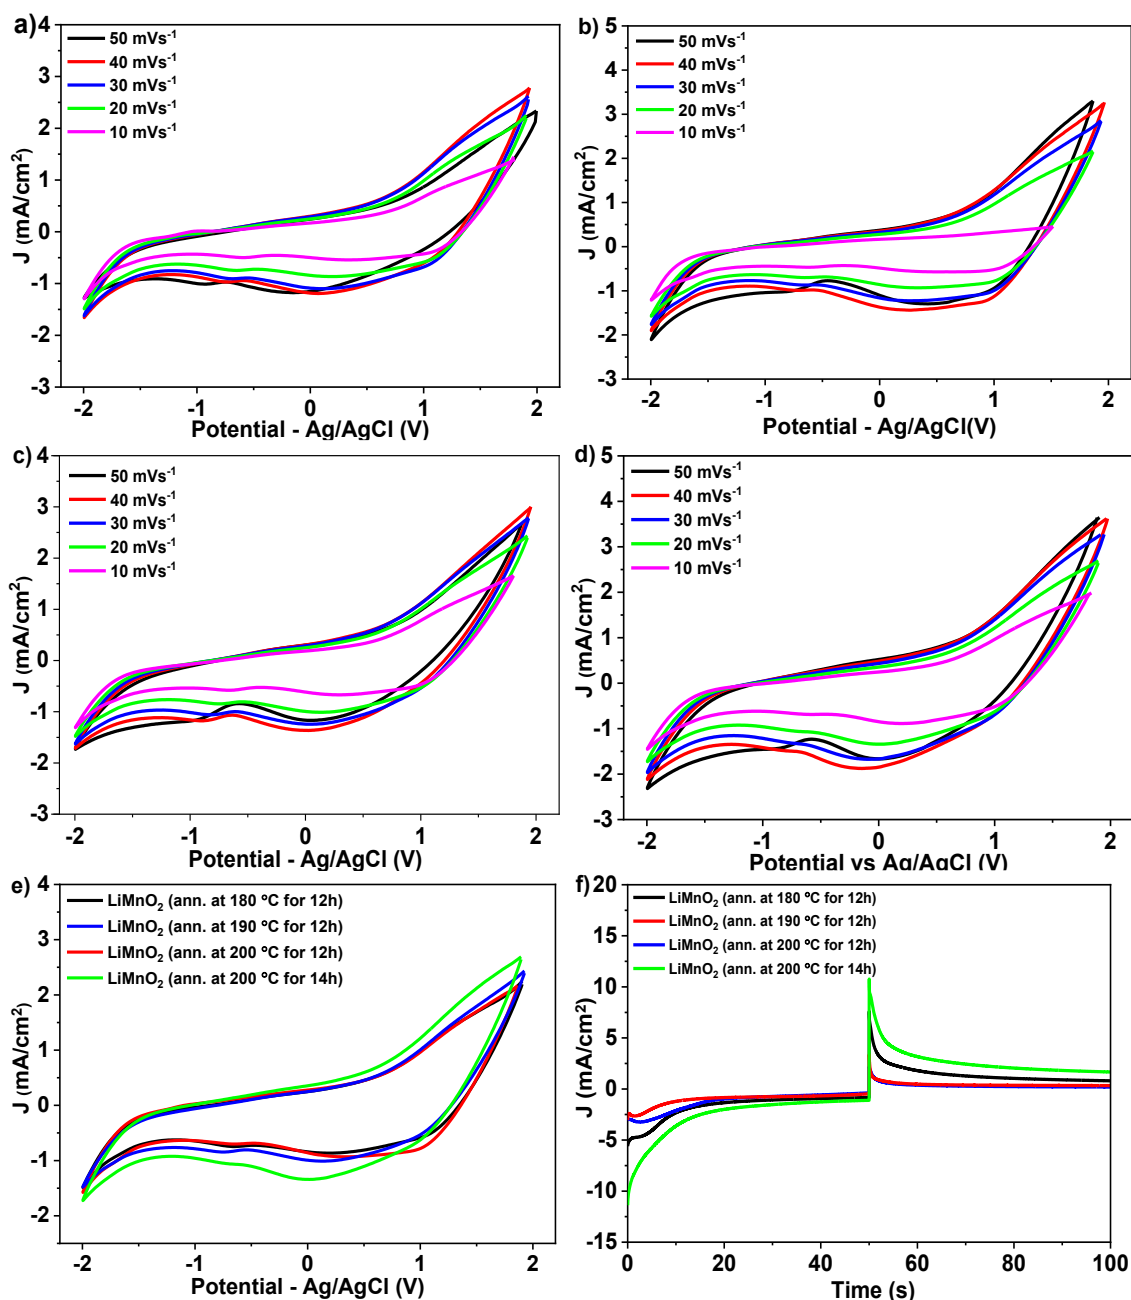 a)
50 mVs⁻¹
40 mVs⁻¹
30 mVs⁻¹
20 mVs⁻¹
10 mVs⁻¹
4
3
2
1
0
-1
-2
-3
J (mA/cm²)
-2 -1 0 1 2
Potential - Ag/AgCl (V)
b)
50 mVs⁻¹
40 mVs⁻¹
30 mVs⁻¹
20 mVs⁻¹
10 mVs⁻¹
5
4
3
2
1
0
-1
-2
-3
J (mA/cm²)
-2 -1 0 1 2
Potential - Ag/AgCl(V)
c)
50 mVs⁻¹
40 mVs⁻¹
30 mVs⁻¹
20 mVs⁻¹
10 mVs⁻¹
4
3
2
1
0
-1
-2
-3
J (mA/cm²)
-2 -1 0 1 2
Potential - Ag/AgCl (V)
d)
50 mVs⁻¹
40 mVs⁻¹
30 mVs⁻¹
20 mVs⁻¹
10 mVs⁻¹
5
4
3
2
1
0
-1
-2
-3
J (mA/cm²)
-2 -1 0 1 2
Potential vs Ag/AgCl (V)
e)
LiMnO₂ (ann. at 180 ºC for 12h)
LiMnO₂ (ann. at 190 ºC for 12h)
LiMnO₂ (ann. at 200 ºC for 12h)
LiMnO₂ (ann. at 200 ºC for 14h)
4
3
2
1
0
-1
-2
J (mA/cm²)
-2 -1 0 1 2
Potential - Ag/AgCl (V)
f)
LiMnO₂ (ann. at 180 ºC for 12h)
LiMnO₂ (ann. at 190 ºC for 12h)
LiMnO₂ (ann. at 200 ºC for 12h)
LiMnO₂ (ann. at 200 ºC for 14h)
20
15
10
5
0
-5
-10
-15
J (mA/cm²)
0 20 40 60 80 100
Time (s)